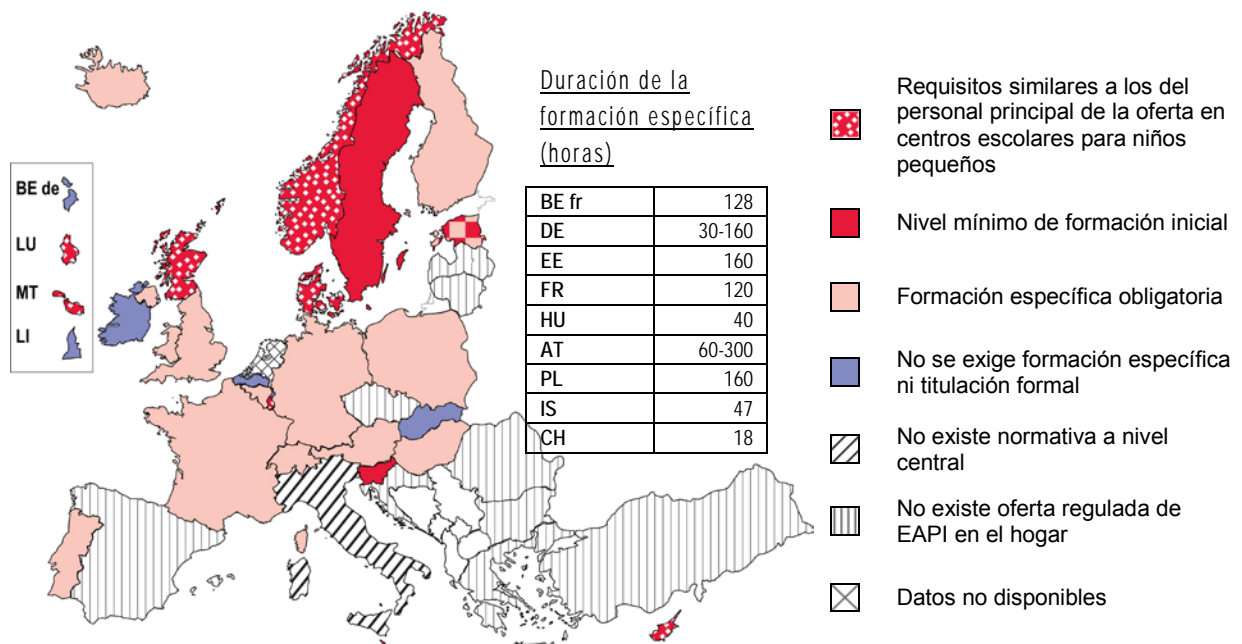 BE de
LU
MT
LI
Duración de la
formación específica
(horas)
BE fr 128
DE 30-160
EE 160
FR 120
HU 40
AT 60-300
PL 160
IS 47
CH 18
Requisitos similares a los del
personal principal de la oferta en
centros escolares para niños
pequeños
Nivel mínimo de formación inicial
Formación específica obligatoria
No se exige formación específica
ni titulación formal
No existe normativa a nivel
central
No existe oferta regulada de
EAPI en el hogar
Datos no disponibles